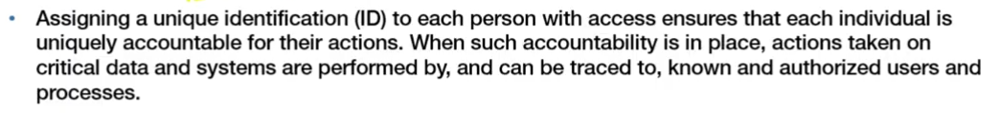 • Assigning a unique identification (ID) to each person with access ensures that each individual is
uniquely accountable for their actions. When such accountability is in place, actions taken on
critical data and systems are performed by, and can be traced to, known and authorized users and
processes.